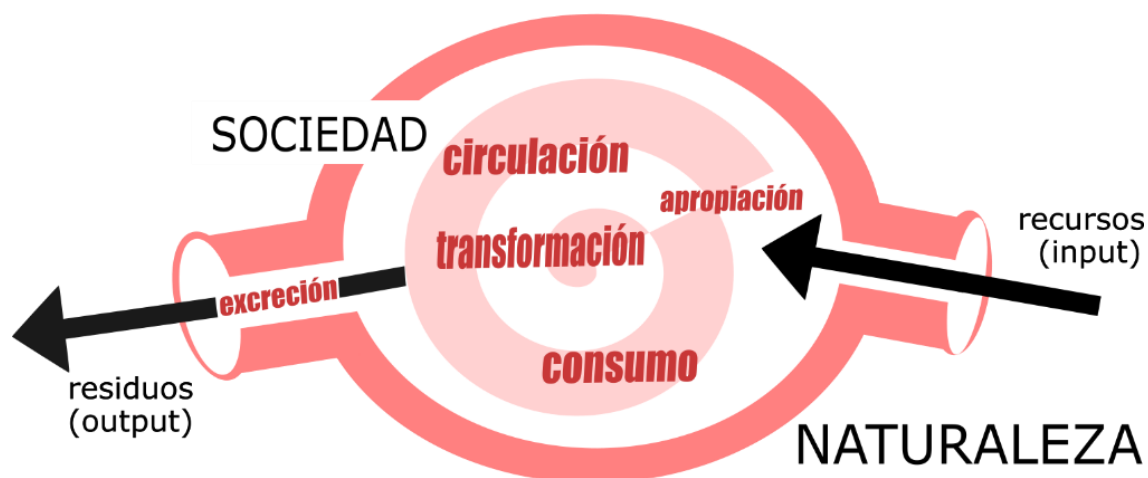 SOCIEDAD
circulación
apropiación
recursos
(input)
transformación
excreción
consumo
residuos
(output)
NATURALEZA